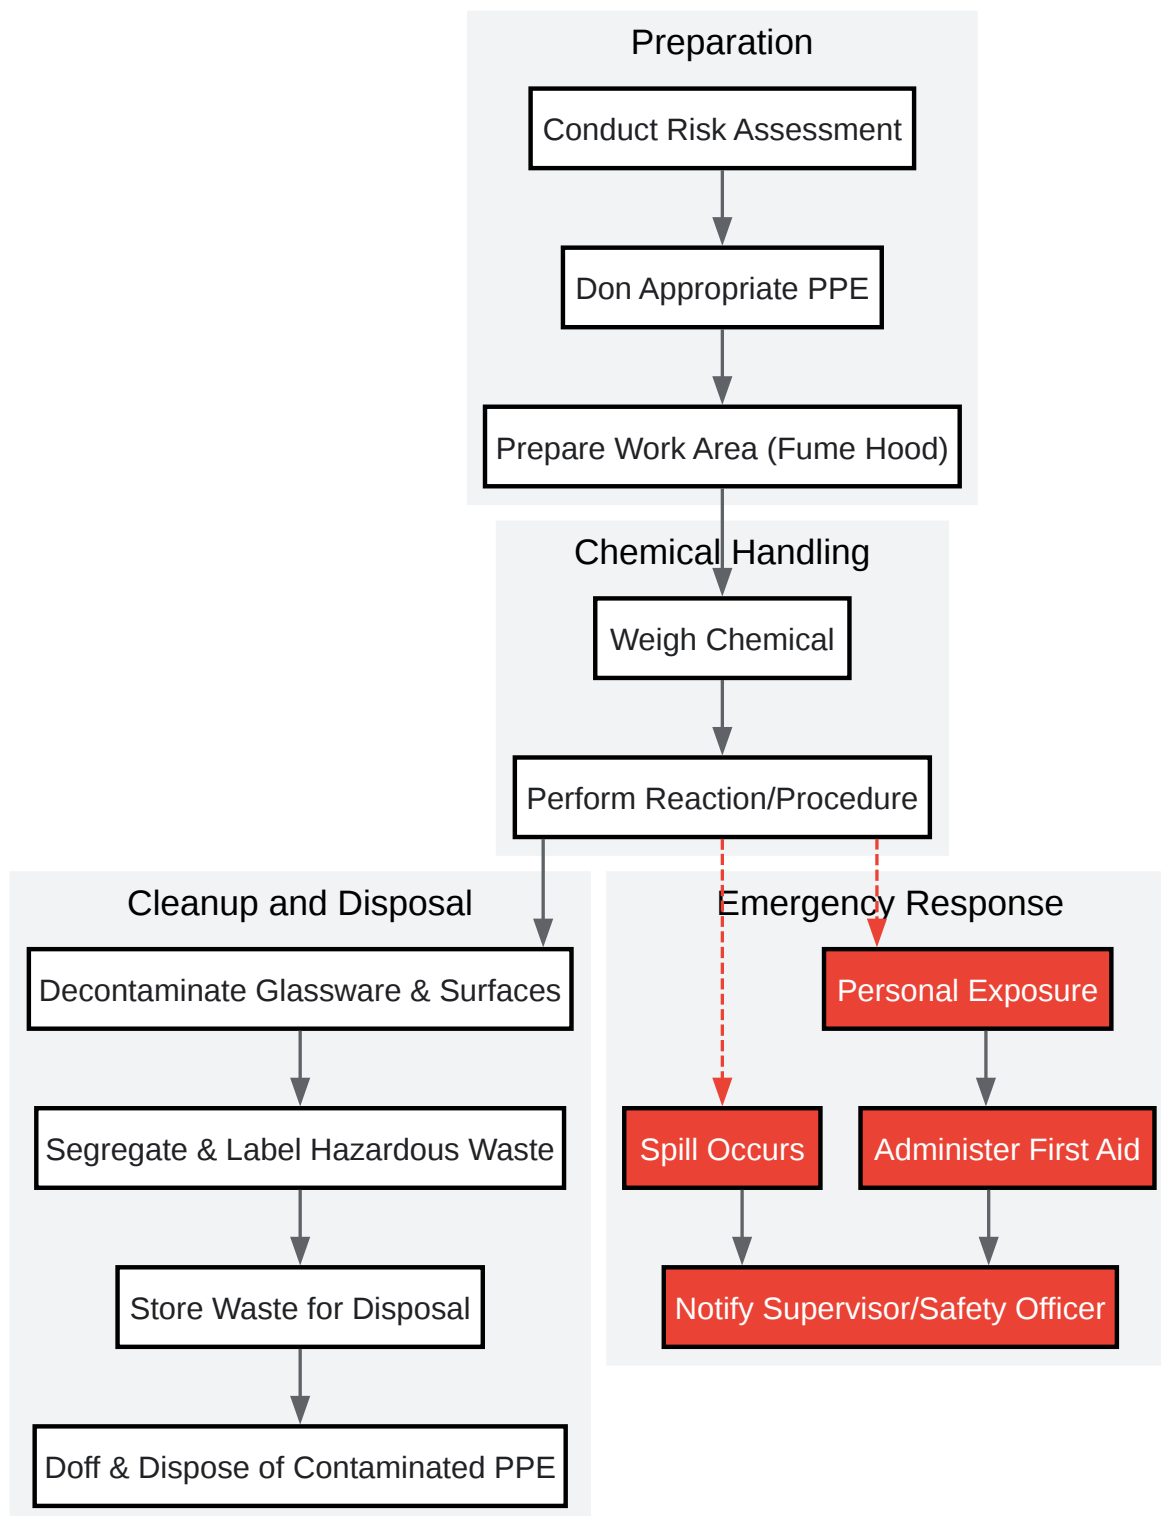 Preparation
Conduct Risk Assessment
Don Appropriate PPE
Prepare Work Area (Fume Hood)
Chemical Handling
Weigh Chemical
Perform Reaction/Procedure
Cleanup and Disposal
Decontaminate Glassware & Surfaces
Segregate & Label Hazardous Waste
Store Waste for Disposal
Doff & Dispose of Contaminated PPE
Emergency Response
Personal Exposure
Spill Occurs
Administer First Aid
Notify Supervisor/Safety Officer